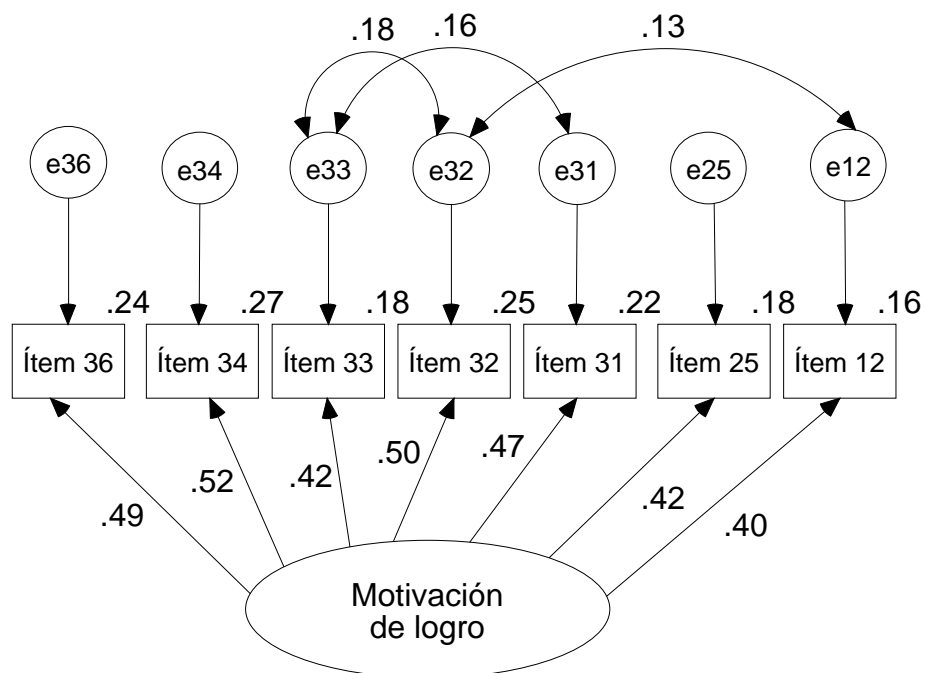 .18 .16 .13
e36 e34 e33 e32 e31 e25 e12
.24 .27 .18 .25 .22 .18 .16
Ítem 36 Ítem 34 Ítem 33 Ítem 32 Ítem 31 Ítem 25 Ítem 12
.49 .52 .42 .50 .47 .42 .40
Motivación
de logro